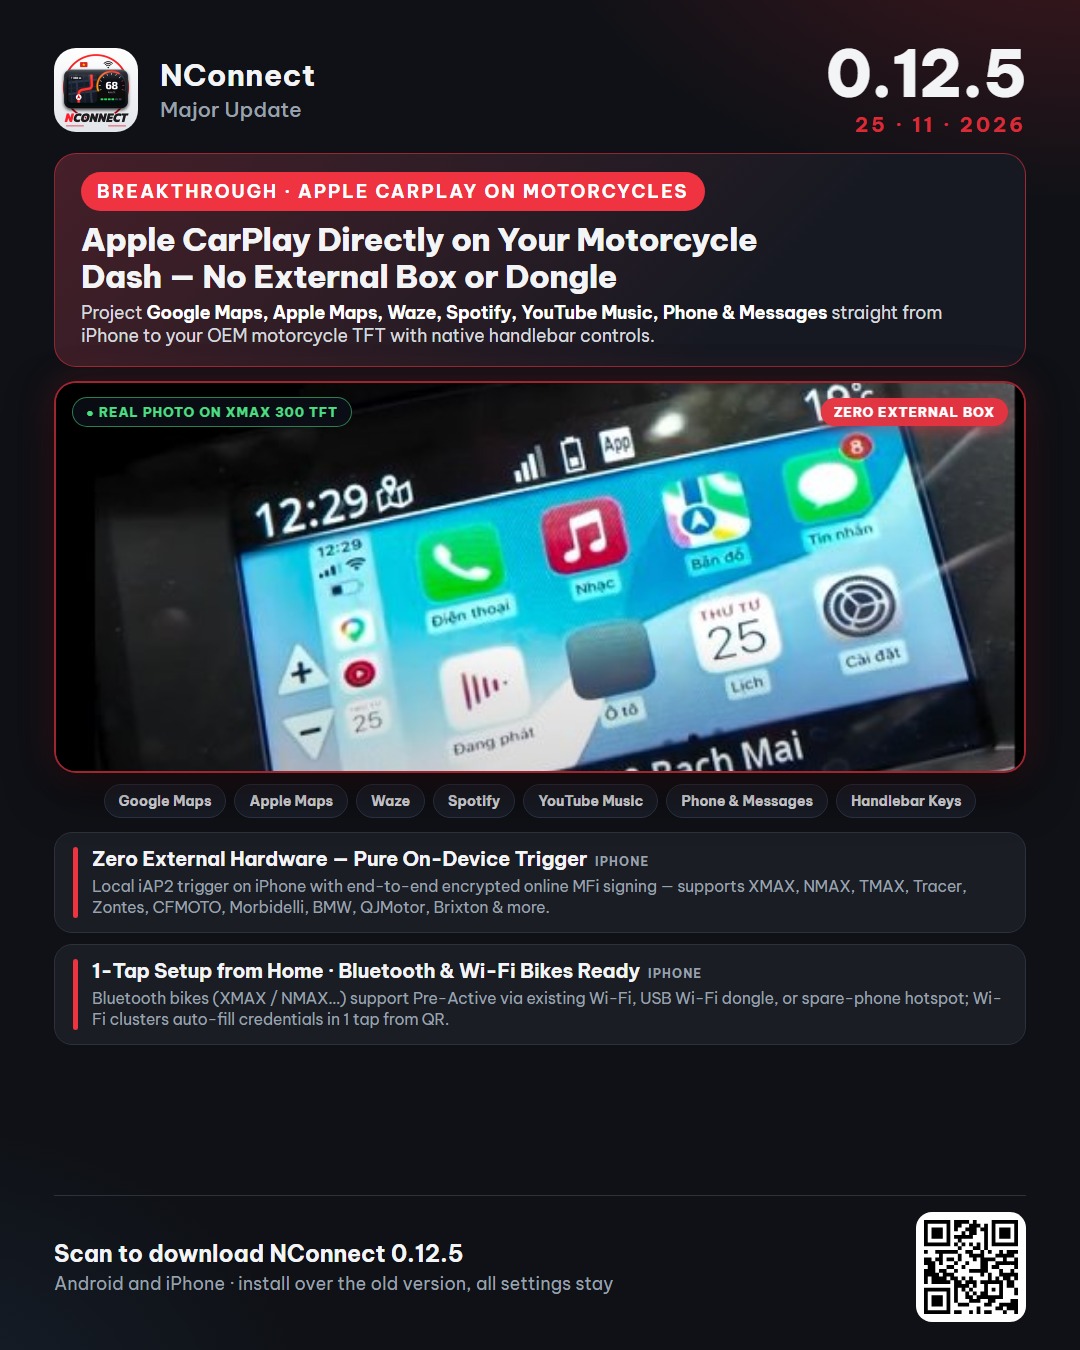 68
NCONNECT
NConnect
Major Update
0.12.5
25 · 11 · 2026
BREAKTHROUGH · APPLE CARPLAY ON MOTORCYCLES
Apple CarPlay Directly on Your Motorcycle
Dash — No External Box or Dongle
Project Google Maps, Apple Maps, Waze, Spotify, YouTube Music, Phone & Messages straight from
iPhone to your OEM motorcycle TFT with native handlebar controls.
• REAL PHOTO ON XMAX 300 TFT
ZERO EXTERNAL BOX
12:29
App
8
12:29
Điện thoại
Nhạc
Bản đồ
Tin nhắn
+
−
THỨ TƯ
25
25
Đang phát
Ô tô
Lịch
Cài đặt
Bạch Mai
Google Maps
Apple Maps
Waze
Spotify
YouTube Music
Phone & Messages
Handlebar Keys
Zero External Hardware — Pure On-Device Trigger IPHONE
Local iAP2 trigger on iPhone with end-to-end encrypted online MFi signing — supports XMAX, NMAX, TMAX, Tracer,
Zontes, CFMOTO, Morbidelli, BMW, QJMotor, Brixton & more.
1-Tap Setup from Home · Bluetooth & Wi-Fi Bikes Ready IPHONE
Bluetooth bikes (XMAX / NMAX...) support Pre-Active via existing Wi-Fi, USB Wi-Fi dongle, or spare-phone hotspot; Wi-
Fi clusters auto-fill credentials in 1 tap from QR.
Scan to download NConnect 0.12.5
Android and iPhone · install over the old version, all settings stay